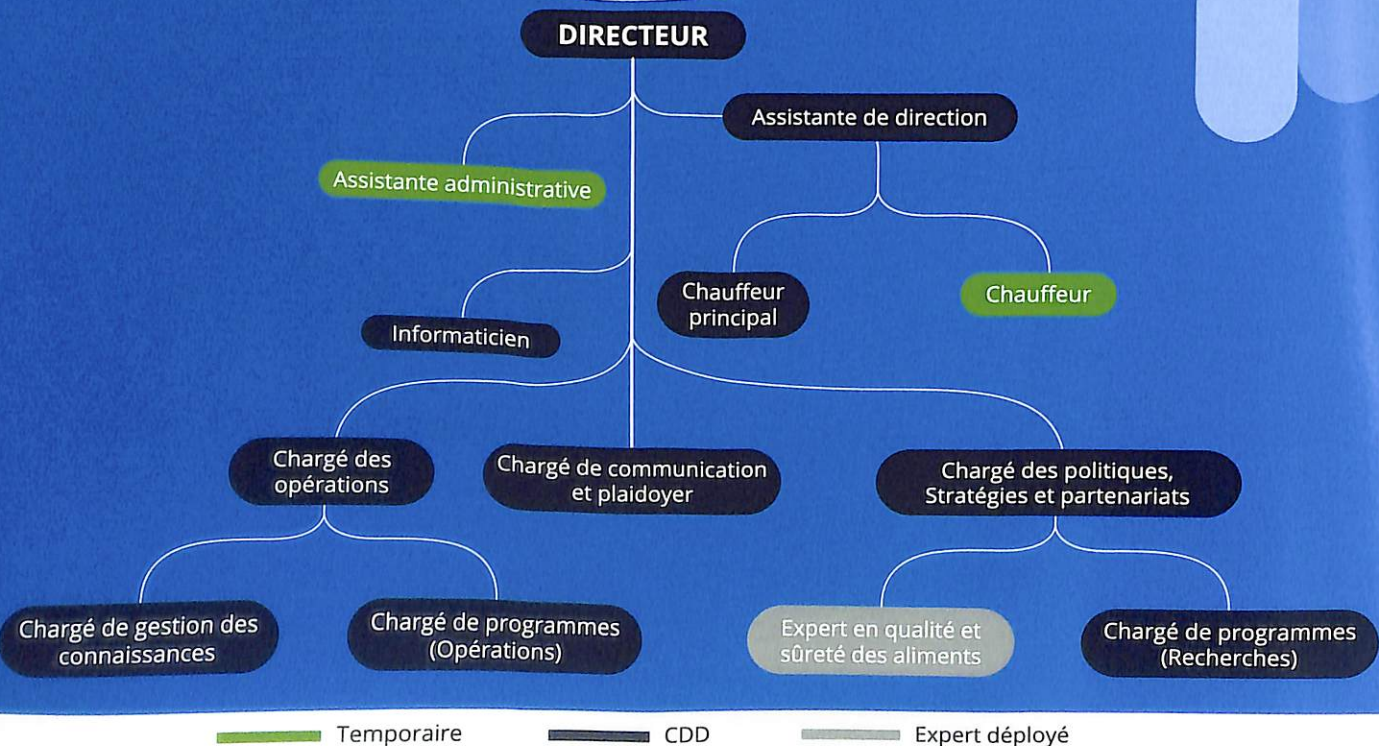 DIRECTEUR
Assistante de direction
Assistante administrative
Chauffeur
principal
Chauffeur
Informaticien
Chargé des
opérations
Chargé de communication
et plaidoyer
Chargé des politiques,
Stratégies et partenariats
Chargé de gestion des
connaissances
Chargé de programmes
(Opérations)
Expert en qualité et
sûreté des aliments
Chargé de programmes
(Recherches)
Temporaire
CDD
Expert déployé